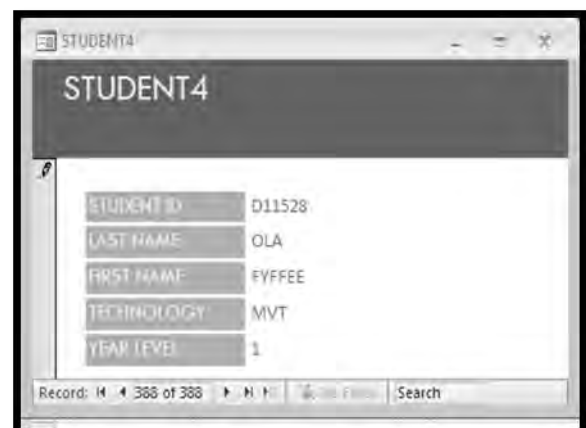 STUDENT4
STUDENT4
STUDENT ID D11528
LAST NAME OLA
FIRST NAME FYFFEE
TECHNOLOGY MVT
YEAR LEVEL 1
Record: 388 of 388 Search